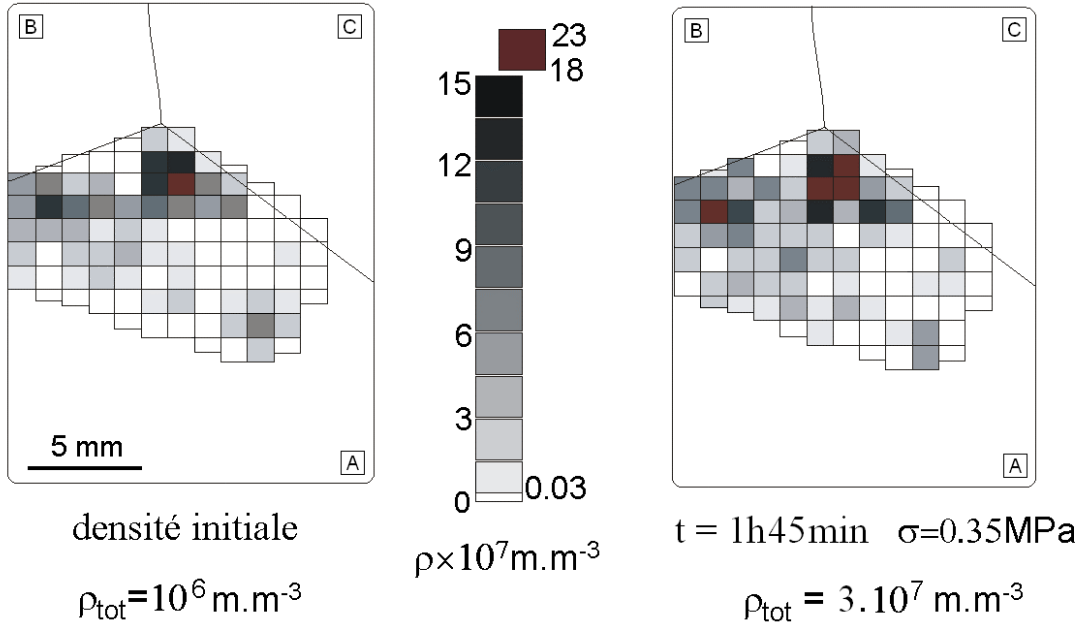 B
C
5 mm
A
densité initiale
ρtot=10⁶ m.m⁻³
23
18
15
12
9
6
3
0.03
0
ρ×10⁷m.m⁻³
B
C
A
t = 1h45min σ=0.35MPa
ρtot = 3.10⁷ m.m⁻³